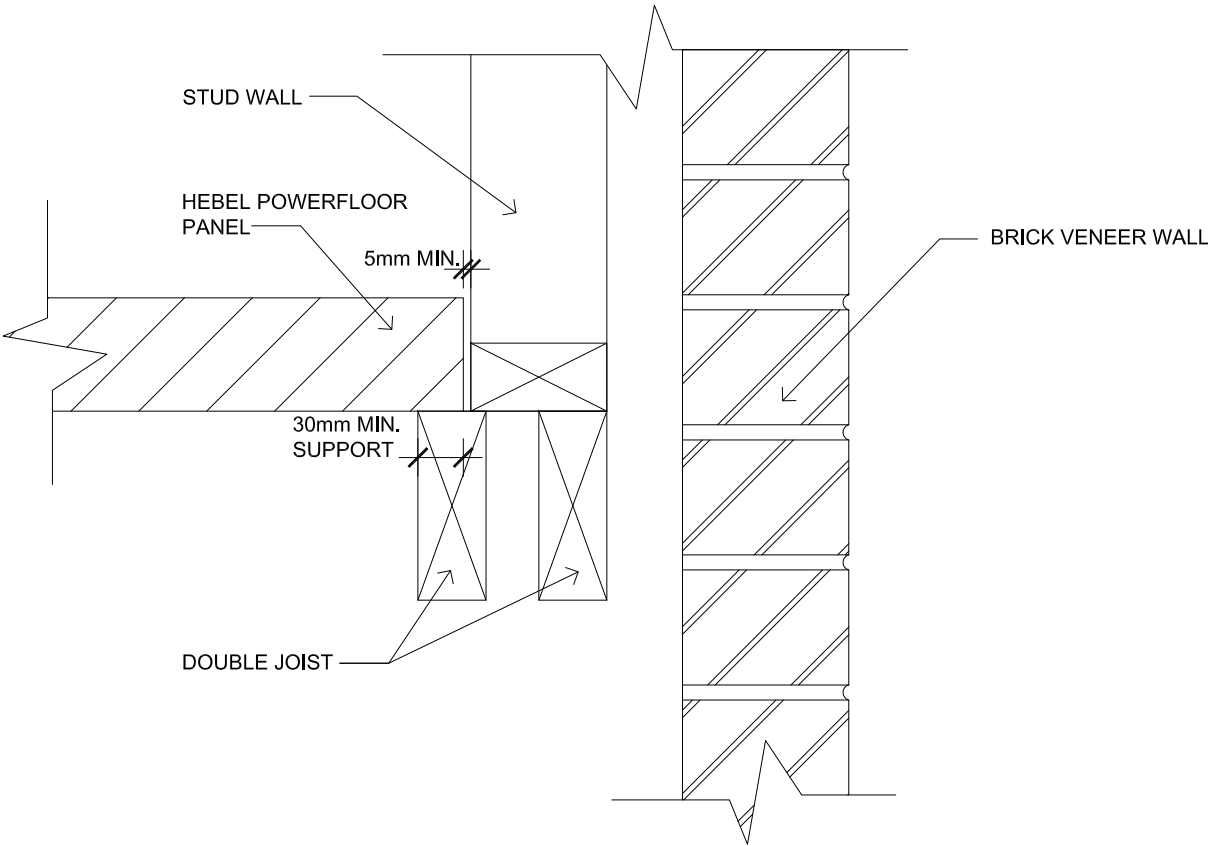 STUD WALL
HEBEL POWERFLOOR
PANEL
5mm MIN.
BRICK VENEER WALL
30mm MIN.
SUPPORT
DOUBLE JOIST